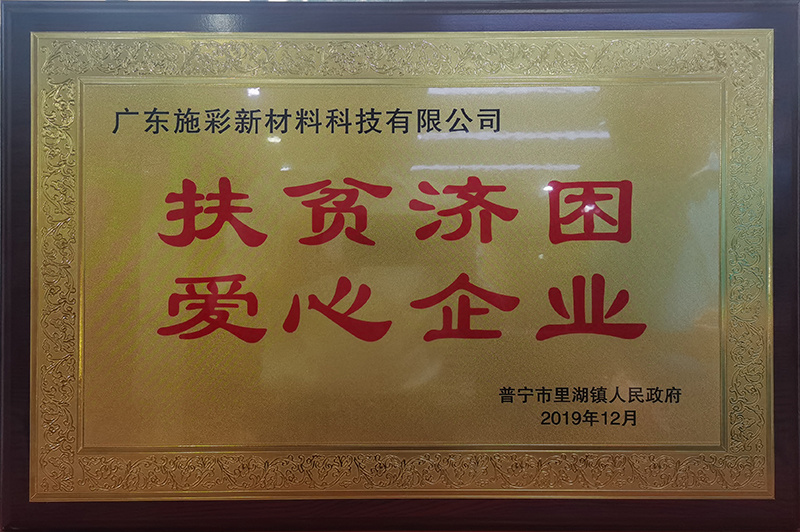 广东施彩新材料科技有限公司
扶贫济困
爱心企业
普宁市里湖镇人民政府
2019年12月